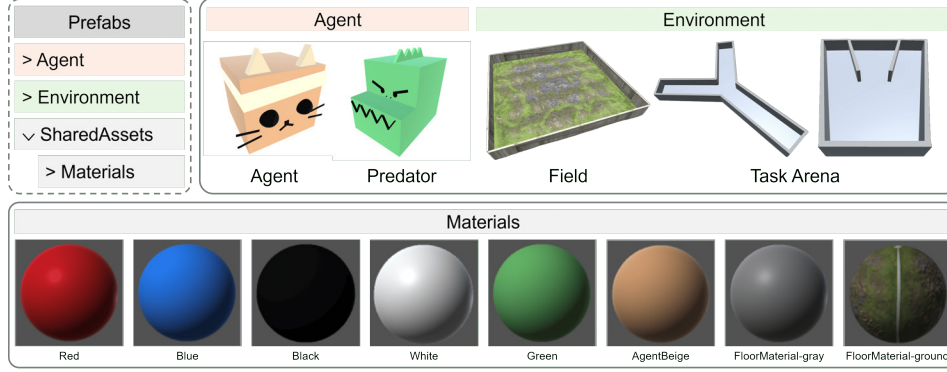 Prefabs
> Agent
> Environment
SharedAssets
> Materials
Agent
Environment
Agent
Predator
Field
Task Arena
Materials
Red
Blue
Black
White
Green
AgentBeige
FloorMaterial-gray
FloorMaterial-ground